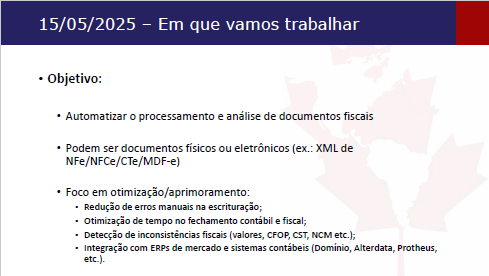 15/05/2025 – Em que vamos trabalhar
• Objetivo:
• Automatizar o processamento e análise de documentos fiscais
• Podem ser documentos físicos ou eletrônicos (ex.: XML de
NFe/NFCe/CTe/MDF-e)
• Foco em otimização/aprimoramento:
• Redução de erros manuais na escrituração;
• Otimização de tempo no fechamento contábil e fiscal;
• Detecção de inconsistências fiscais (valores, CFOP, CST, NCM etc.);
• Integração com ERPs de mercado e sistemas contábeis (Domínio, Alterdata, Protheus,
etc.).